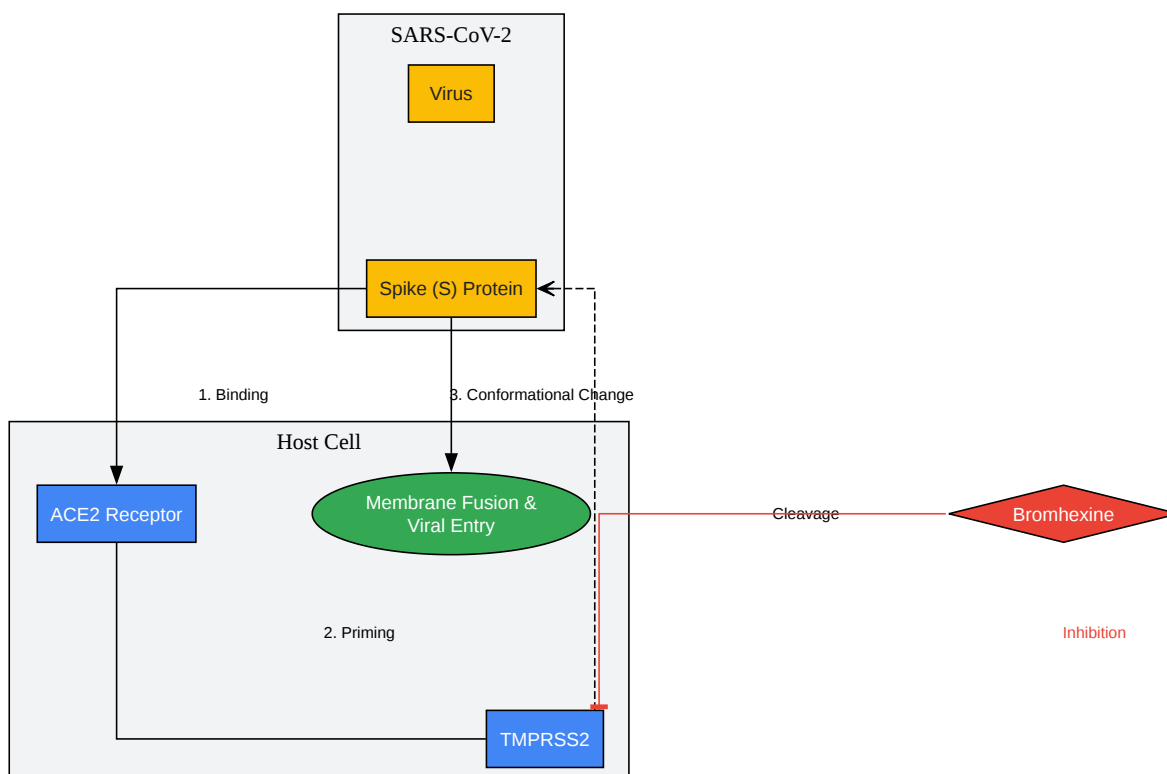 SARS-CoV-2
Virus
Spike (S) Protein
1. Binding
3. Conformational Change
Host Cell
ACE2 Receptor
Membrane Fusion &
Viral Entry
Cleavage
Bromhexine
2. Priming
Inhibition
TMPRSS2